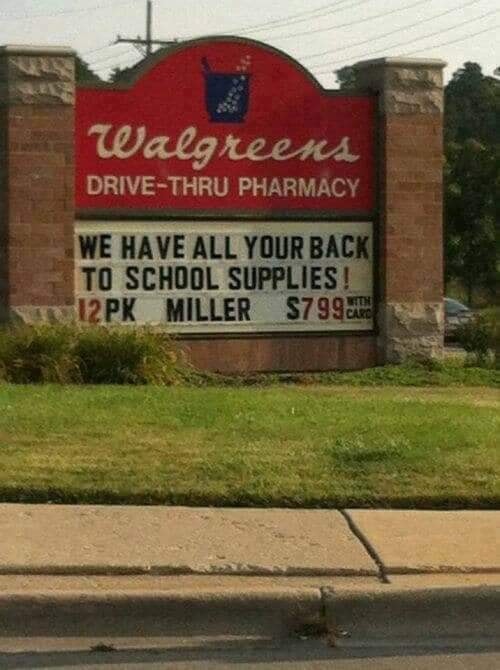 Walgreens
DRIVE-THRU PHARMACY
WE HAVE ALL YOUR BACK
TO SCHOOL SUPPLIES!
12PK MILLER $799 WITH CARD